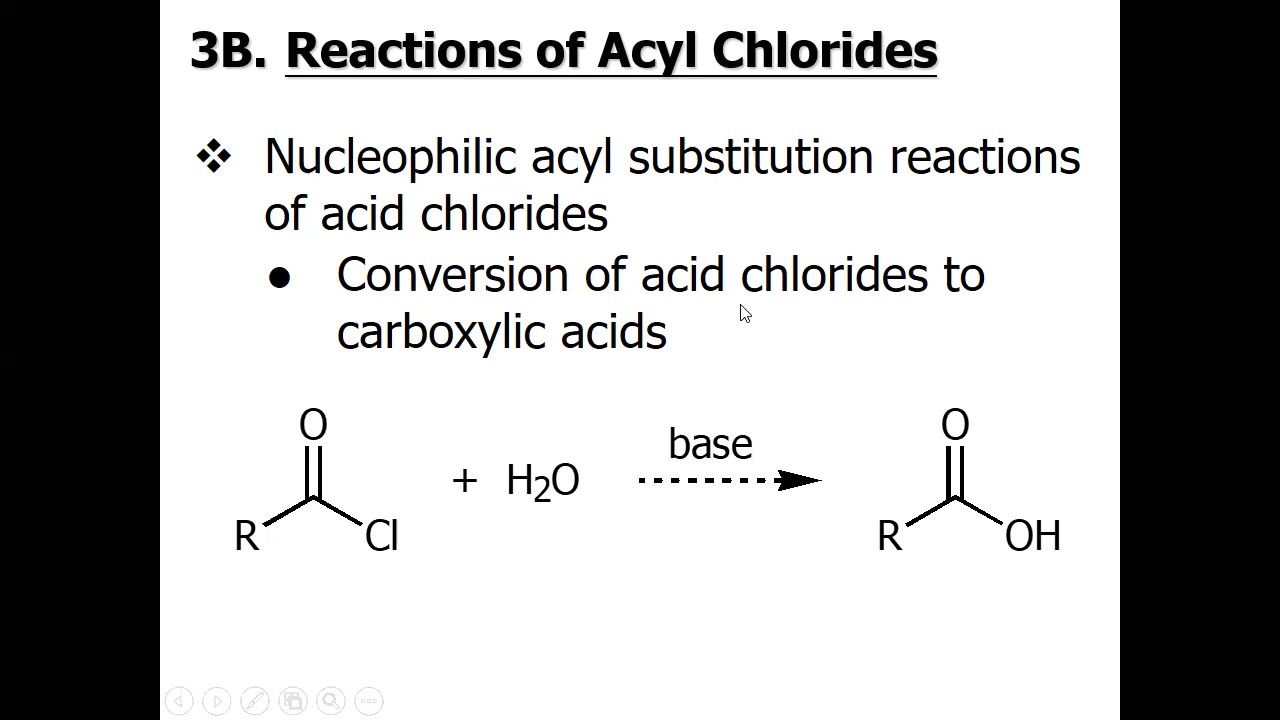 3B. Reactions of Acyl Chlorides
❖ Nucleophilic acyl substitution reactions
of acid chlorides
● Conversion of acid chlorides to
carboxylic acids
O
R
Cl
+ H₂O
base
O
R
OH